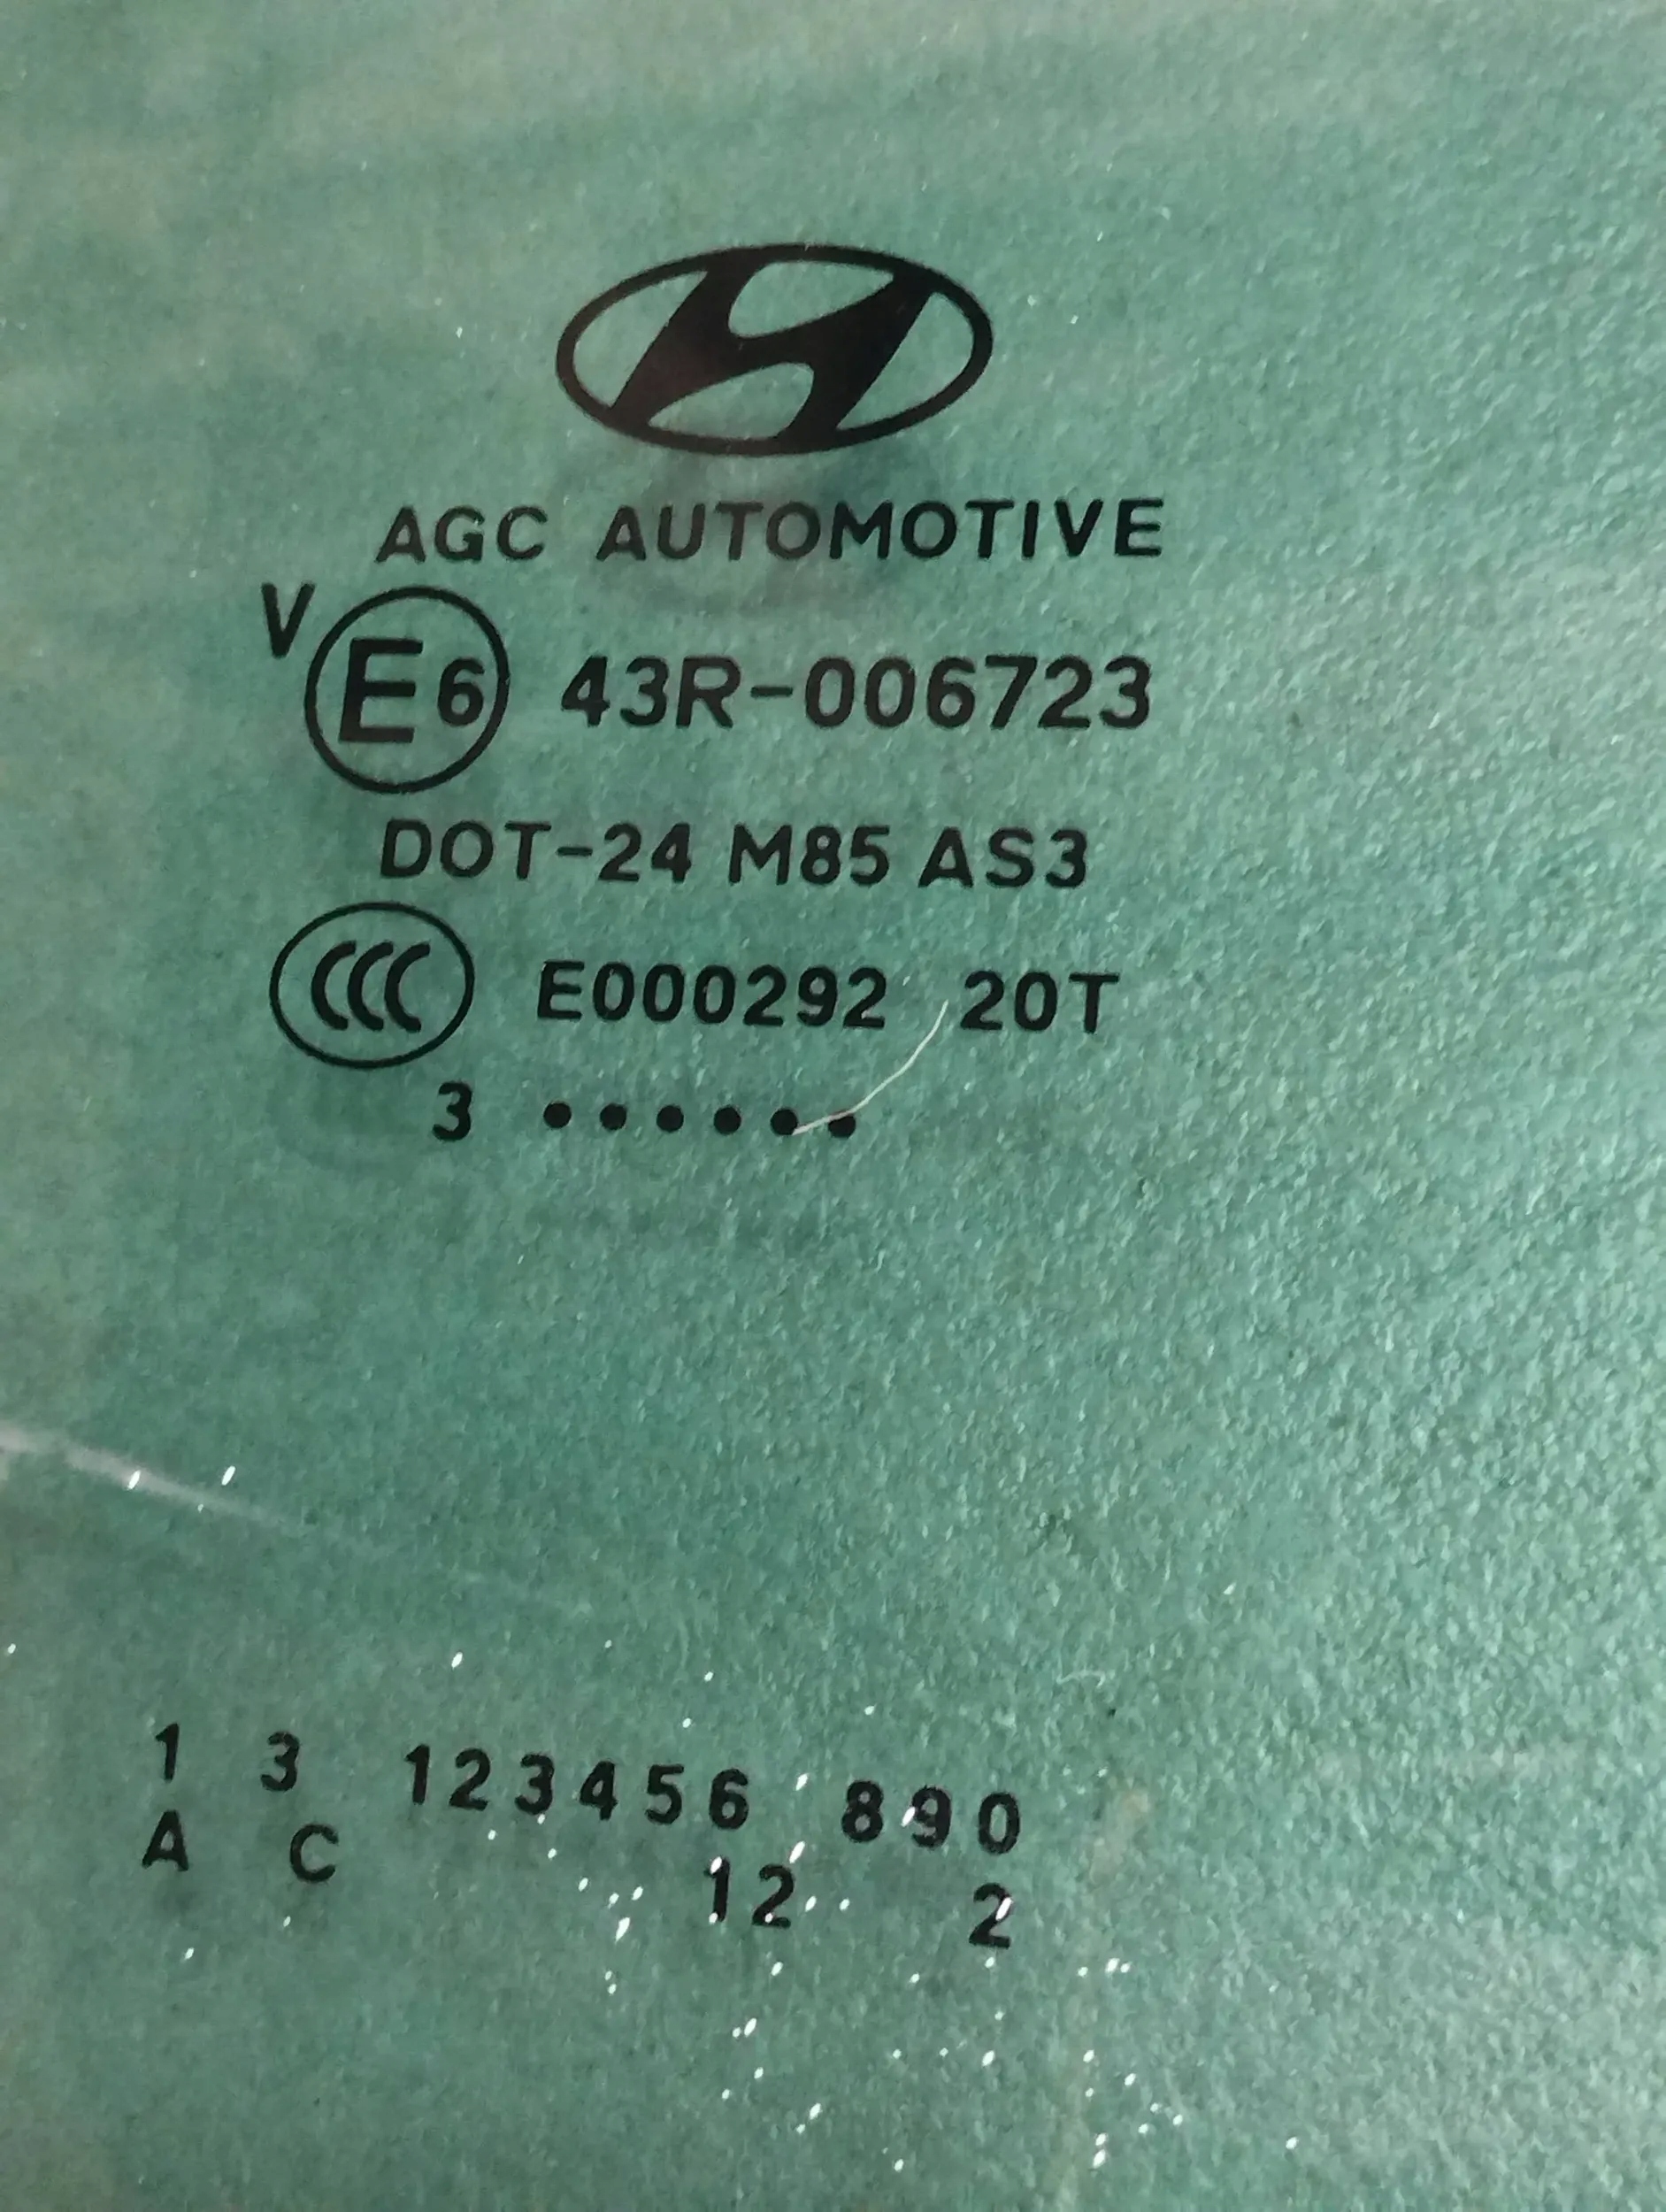 AGC AUTOMOTIVE
V E6 43R-006723
DOT-24 M85 AS3
CCC E000292 20T
3 ••••••
1 3 123456 890
A C 12 2